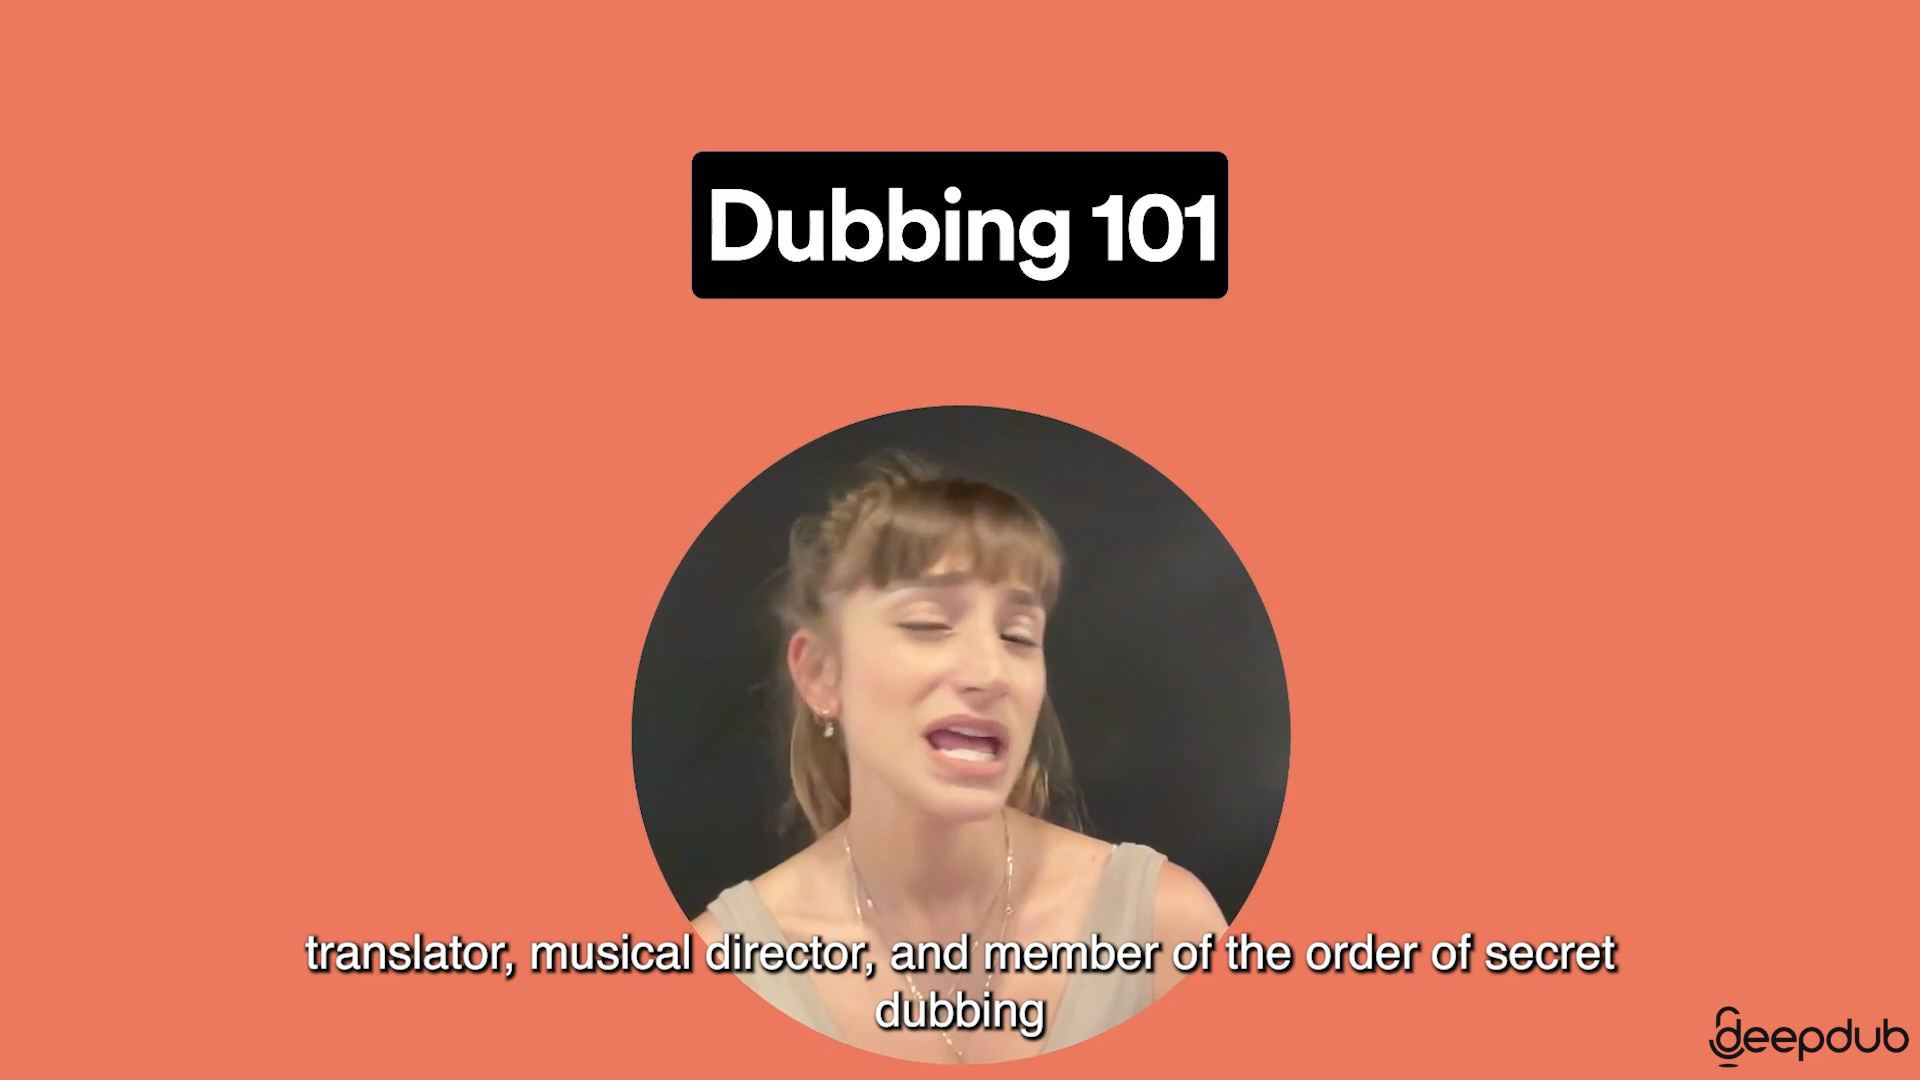 Dubbing 101
translator, musical director, and member of the order of secret
dubbing
deepdub